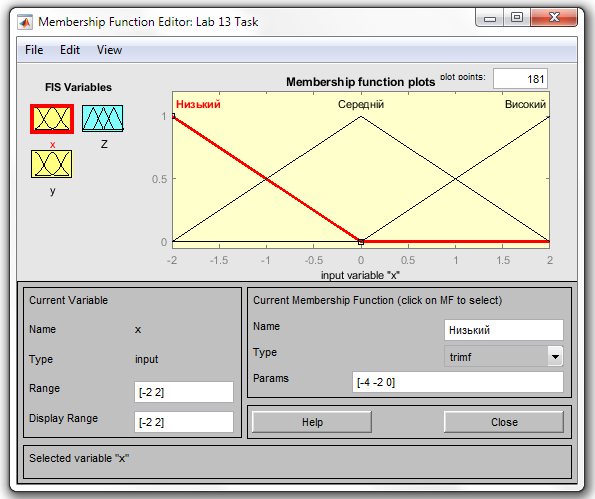 Membership Function Editor: Lab 13 Task
File Edit View
FIS Variables
x
Z
y
Membership function plots
plot points:
181
Низький
Середній
Високий
1
0.5
0
-2 -1.5 -1 -0.5 0 0.5 1 1.5 2
input variable "x"
Current Variable
Name x
Type input
Range [-2 2]
Display Range [-2 2]
Current Membership Function (click on MF to select)
Name Низький
Type trimf
Params [-4 -2 0]
Help Close
Selected variable "x"